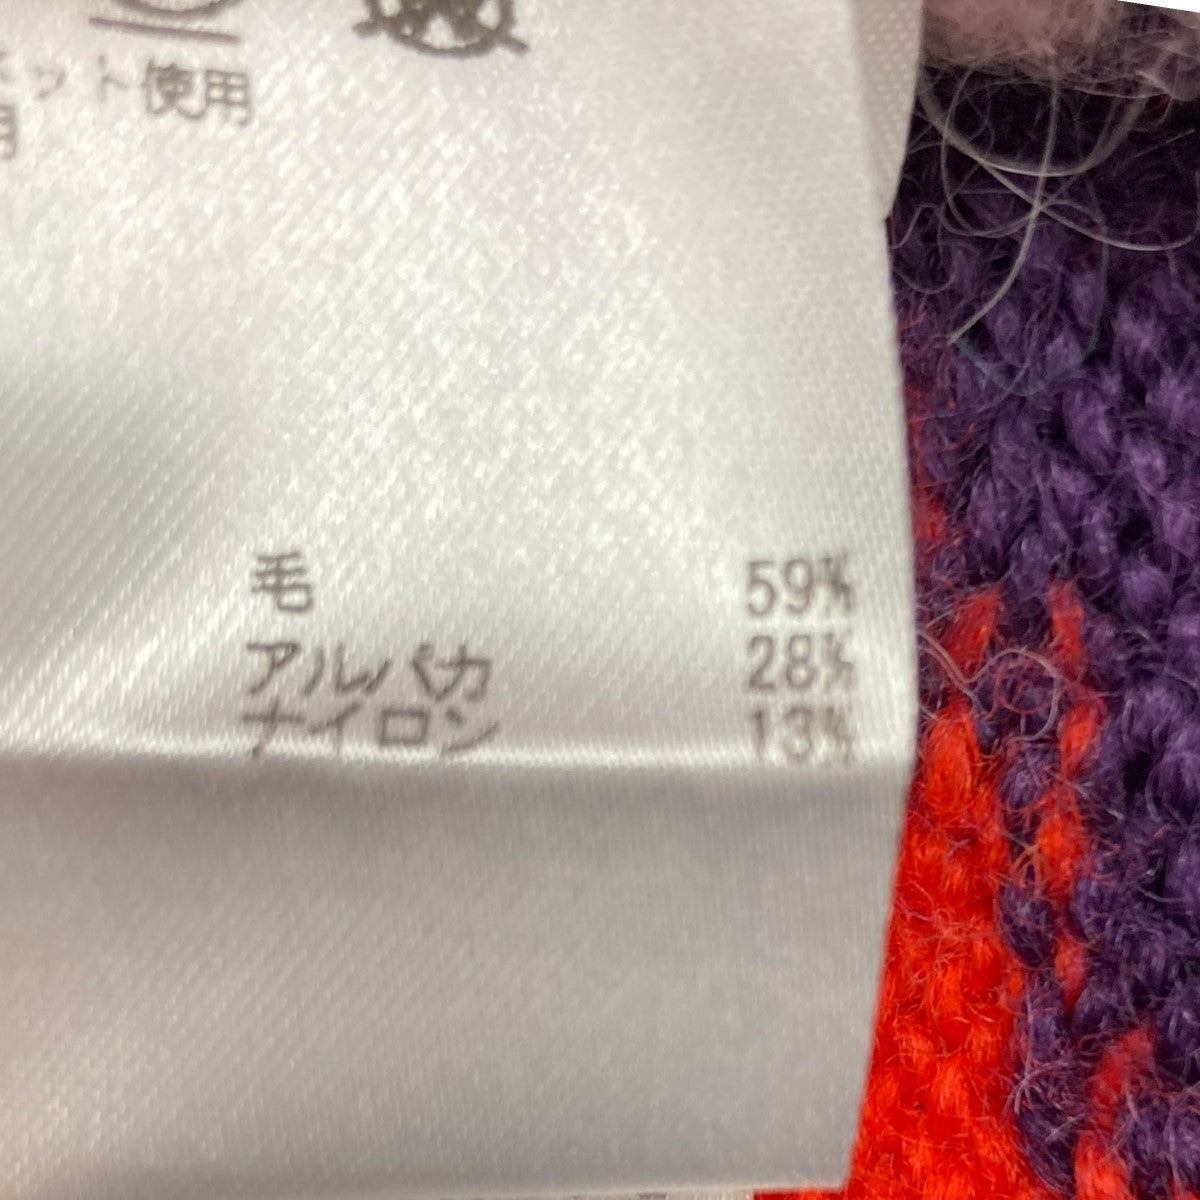 ット使用
毛 59%
アルパカ 28%
ナイロン 13%